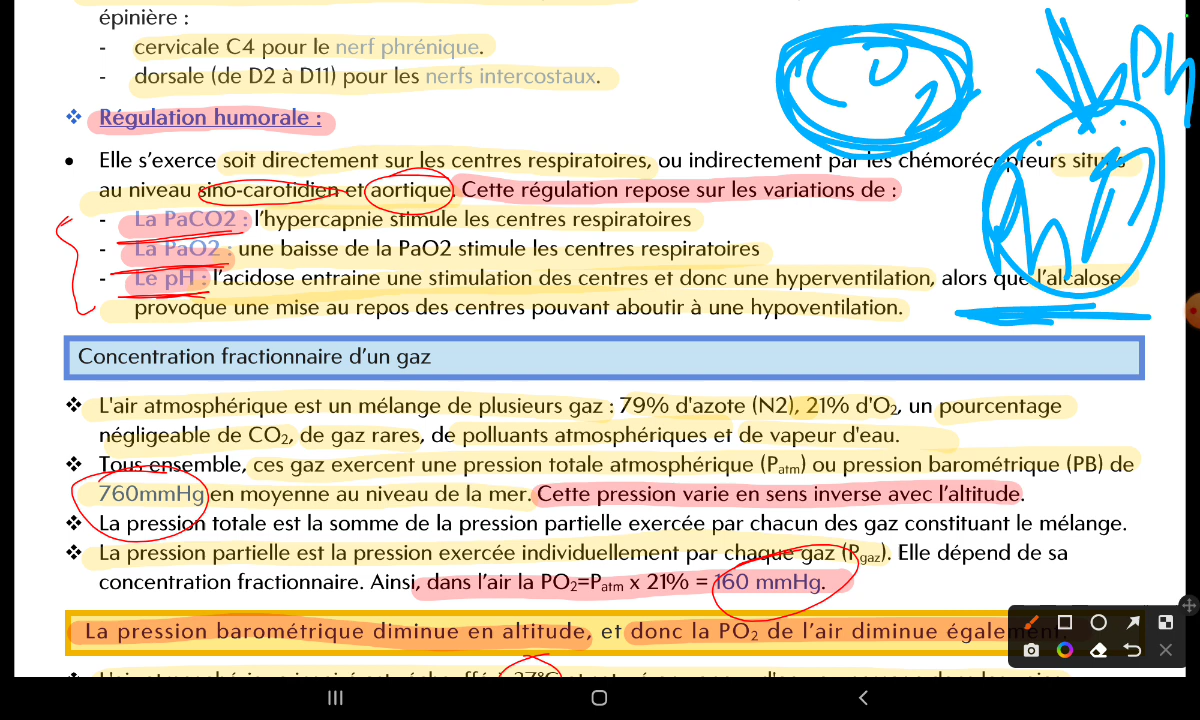 épinière :
- cervicale C4 pour le nerf phrénique.
- dorsale (de D2 à D11) pour les nerfs intercostaux.
❖ Régulation humorale :
• Elle s'exerce soit directement sur les centres respiratoires, ou indirectement par les chémorécepteurs situés
au niveau sino-carotidien et aortique. Cette régulation repose sur les variations de :
- La PaCO2 : l'hypercapnie stimule les centres respiratoires
- La PaO2 : une baisse de la PaO2 stimule les centres respiratoires
- Le pH : l'acidose entraine une stimulation des centres et donc une hyperventilation, alors que l'alcalose
provoque une mise au repos des centres pouvant aboutir à une hypoventilation.
Concentration fractionnaire d'un gaz
❖ L'air atmosphérique est un mélange de plusieurs gaz : 79% d'azote (N2), 21% d'O₂, un pourcentage
négligeable de CO₂, de gaz rares, de polluants atmosphériques et de vapeur d'eau.
❖ Tous ensemble, ces gaz exercent une pression totale atmosphérique (Patm) ou pression barométrique (PB) de
760mmHg en moyenne au niveau de la mer. Cette pression varie en sens inverse avec l'altitude.
❖ La pression totale est la somme de la pression partielle exercée par chacun des gaz constituant le mélange.
❖ La pression partielle est la pression exercée individuellement par chaque gaz (Pgaz). Elle dépend de sa
concentration fractionnaire. Ainsi, dans l'air la PO₂=Patm x 21% = 160 mmHg.
La pression barométrique diminue en altitude, et donc la PO₂ de l'air diminue également.
CO2
Ph